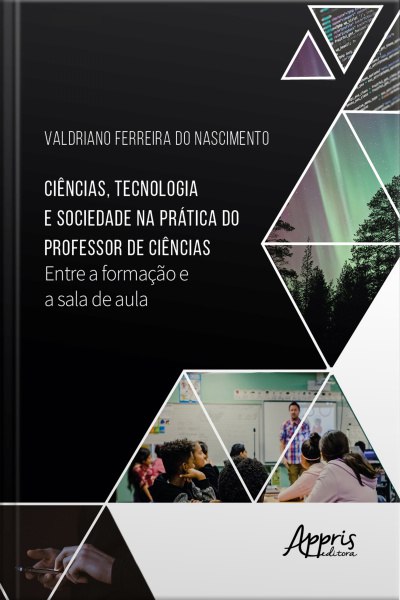 VALDRIANO FERREIRA DO NASCIMENTO
CIÊNCIAS, TECNOLOGIA
E SOCIEDADE NA PRÁTICA DO
PROFESSOR DE CIÊNCIAS
Entre a formação e
a sala de aula
Appris
editora